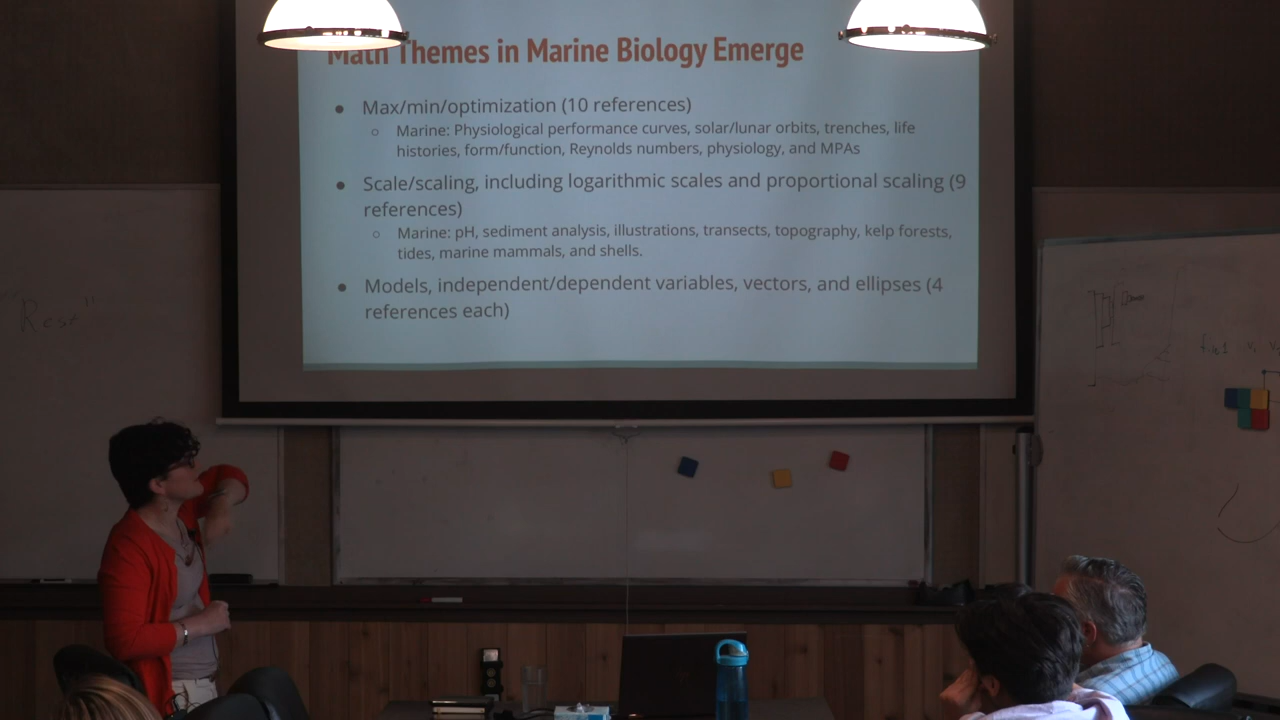 Math Themes in Marine Biology Emerge
● Max/min/optimization (10 references)
○ Marine: Physiological performance curves, solar/lunar orbits, trenches, life
histories, form/function, Reynolds numbers, physiology, and MPAs
● Scale/scaling, including logarithmic scales and proportional scaling (9
references)
○ Marine: pH, sediment analysis, illustrations, transects, topography, kelp forests,
tides, marine mammals, and shells.
● Models, independent/dependent variables, vectors, and ellipses (4
references each)
"Rest"